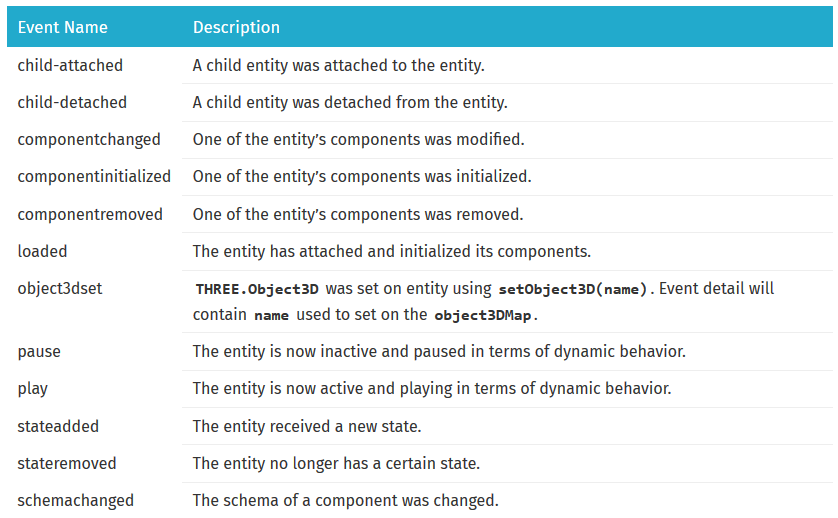 Event Name Description
child-attached A child entity was attached to the entity.
child-detached A child entity was detached from the entity.
componentchanged One of the entity’s components was modified.
componentinitialized One of the entity’s components was initialized.
componentremoved One of the entity’s components was removed.
loaded The entity has attached and initialized its components.
object3dset THREE.Object3D was set on entity using setObject3D(name). Event detail will
contain name used to set on the object3DMap.
pause The entity is now inactive and paused in terms of dynamic behavior.
play The entity is now active and playing in terms of dynamic behavior.
stateadded The entity received a new state.
stateremoved The entity no longer has a certain state.
schemachanged The schema of a component was changed.